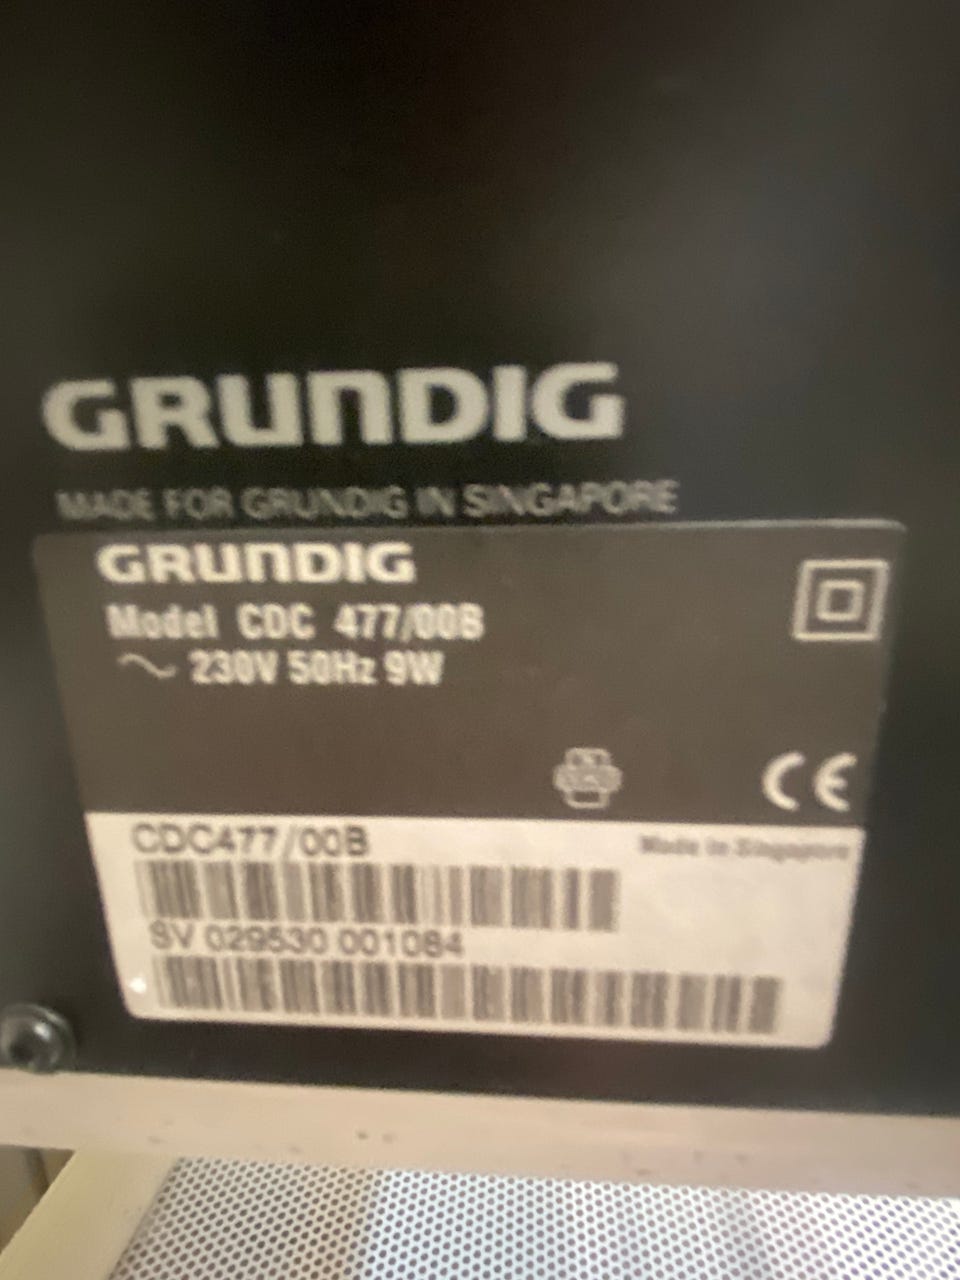 GRUNDIG
MADE FOR GRUNDIG IN SINGAPORE
GRUNDIG
Model CDC 477/00B
~ 230V 50Hz 9W
CE
CDC477/00B
Made in Singapore
SV 029530 001084